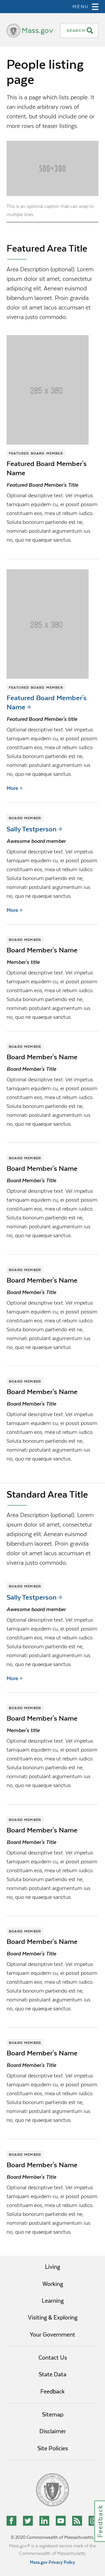 MENU
Mass.gov
SEARCH
People listing
page
This is a page which lists people. It
can include arbitrary rows of
content, but should include one or
more rows of teaser listings.
500×300
This is an optional caption that can wrap to
multiple lines.
Featured Area Title
Area Description (optional). Lorem
ipsum dolor sit amet, consectetur
adipiscing elit. Aenean euismod
bibendum laoreet. Proin gravida
dolor sit amet lacus accumsan et
viverra justo commodo.
285 x 380
FEATURED BOARD MEMBER
Featured Board Member's
Name
Featured Board Member's Title
Optional descriptive text. Vel impetus
tamquam equidem cu, ei possit possim
constituam eos, mea ut rebum iudico.
Soluta bonorum partiendo est ne,
nominati postulant argumentum ius
no, quo ne quaeque sanctus.
285 x 380
FEATURED BOARD MEMBER
Featured Board Member's
Name
Featured Board Member's title
Optional descriptive text. Vel impetus
tamquam equidem cu, ei possit possim
constituam eos, mea ut rebum iudico.
Soluta bonorum partiendo est ne,
nominati postulant argumentum ius
no, quo ne quaeque sanctus.
More
BOARD MEMBER
Sally Testperson
Awesome board member
Optional descriptive text. Vel impetus
tamquam equidem cu, ei possit possim
constituam eos, mea ut rebum iudico.
Soluta bonorum partiendo est ne,
nominati postulant argumentum ius
no, quo ne quaeque sanctus.
More
BOARD MEMBER
Board Member's Name
Member's title
Optional descriptive text. Vel impetus
tamquam equidem cu, ei possit possim
constituam eos, mea ut rebum iudico.
Soluta bonorum partiendo est ne,
nominati postulant argumentum ius
no, quo ne quaeque sanctus.
BOARD MEMBER
Board Member's Name
Board Member's Title
Optional descriptive text. Vel impetus
tamquam equidem cu, ei possit possim
constituam eos, mea ut rebum iudico.
Soluta bonorum partiendo est ne,
nominati postulant argumentum ius
no, quo ne quaeque sanctus.
BOARD MEMBER
Board Member's Name
Board Member's Title
Optional descriptive text. Vel impetus
tamquam equidem cu, ei possit possim
constituam eos, mea ut rebum iudico.
Soluta bonorum partiendo est ne,
nominati postulant argumentum ius
no, quo ne quaeque sanctus.
BOARD MEMBER
Board Member's Name
Board Member's Title
Optional descriptive text. Vel impetus
tamquam equidem cu, ei possit possim
constituam eos, mea ut rebum iudico.
Soluta bonorum partiendo est ne,
nominati postulant argumentum ius
no, quo ne quaeque sanctus.
BOARD MEMBER
Board Member's Name
Board Member's Title
Optional descriptive text. Vel impetus
tamquam equidem cu, ei possit possim
constituam eos, mea ut rebum iudico.
Soluta bonorum partiendo est ne,
nominati postulant argumentum ius
no, quo ne quaeque sanctus.
Standard Area Title
Area Description (optional). Lorem
ipsum dolor sit amet, consectetur
adipiscing elit. Aenean euismod
bibendum laoreet. Proin gravida
dolor sit amet lacus accumsan et
viverra justo commodo.
BOARD MEMBER
Sally Testperson
Awesome board member
Optional descriptive text. Vel impetus
tamquam equidem cu, ei possit possim
constituam eos, mea ut rebum iudico.
Soluta bonorum partiendo est ne,
nominati postulant argumentum ius
no, quo ne quaeque sanctus.
More
BOARD MEMBER
Board Member's Name
Member's title
Optional descriptive text. Vel impetus
tamquam equidem cu, ei possit possim
constituam eos, mea ut rebum iudico.
Soluta bonorum partiendo est ne,
nominati postulant argumentum ius
no, quo ne quaeque sanctus.
BOARD MEMBER
Board Member's Name
Board Member's Title
Optional descriptive text. Vel impetus
tamquam equidem cu, ei possit possim
constituam eos, mea ut rebum iudico.
Soluta bonorum partiendo est ne,
nominati postulant argumentum ius
no, quo ne quaeque sanctus.
BOARD MEMBER
Board Member's Name
Board Member's Title
Optional descriptive text. Vel impetus
tamquam equidem cu, ei possit possim
constituam eos, mea ut rebum iudico.
Soluta bonorum partiendo est ne,
nominati postulant argumentum ius
no, quo ne quaeque sanctus.
BOARD MEMBER
Board Member's Name
Board Member's Title
Optional descriptive text. Vel impetus
tamquam equidem cu, ei possit possim
constituam eos, mea ut rebum iudico.
Soluta bonorum partiendo est ne,
nominati postulant argumentum ius
no, quo ne quaeque sanctus.
BOARD MEMBER
Board Member's Name
Board Member's Title
Optional descriptive text. Vel impetus
tamquam equidem cu, ei possit possim
constituam eos, mea ut rebum iudico.
Soluta bonorum partiendo est ne,
nominati postulant argumentum ius
no, quo ne quaeque sanctus.
Living
Working
Learning
Visiting & Exploring
Your Government
Contact Us
State Data
Feedback
Sitemap
Disclaimer
Site Policies
Feedback
© 2020 Commonwealth of Massachusetts.
Mass.gov® is a registered service mark of the
Commonwealth of Massachusetts.
Mass.gov Privacy Policy